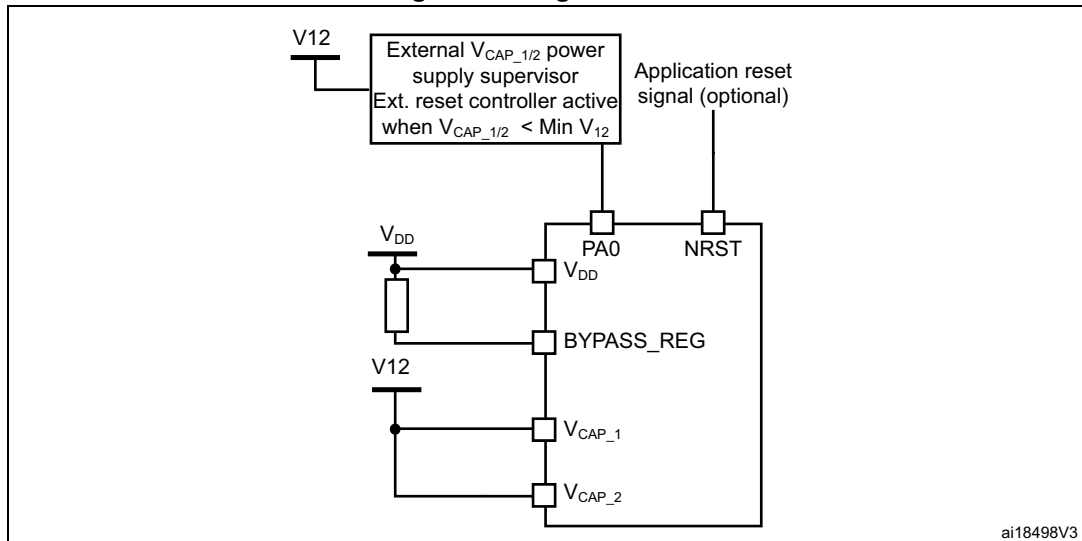 V12
External VCAP_1/2 power
supply supervisor
Ext. reset controller active
when VCAP_1/2 < Min V12
Application reset
signal (optional)
PA0
NRST
VDD
VDD
BYPASS_REG
V12
VCAP_1
VCAP_2
ai18498V3